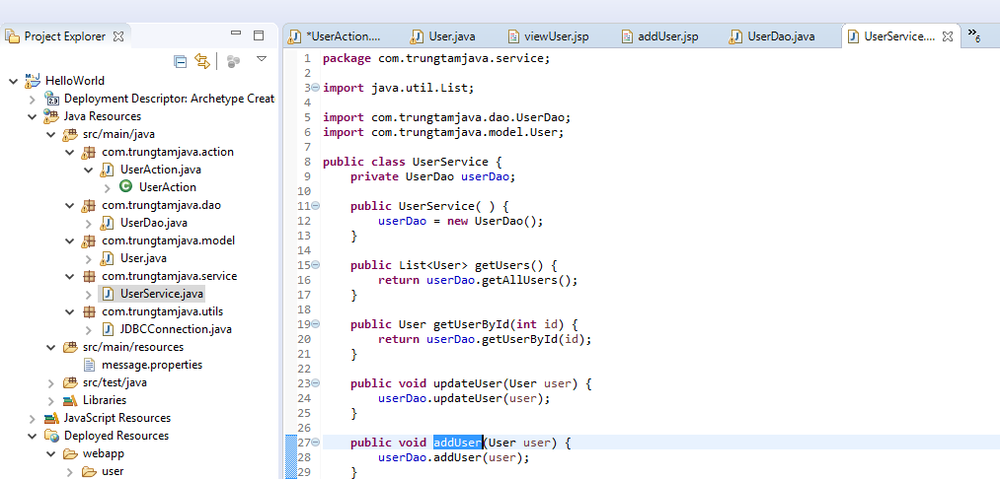 Project Explorer
HelloWorld
Deployment Descriptor: Archetype Creat
Java Resources
src/main/java
com.trungtamjava.action
UserAction.java
UserAction
com.trungtamjava.dao
UserDao.java
com.trungtamjava.model
User.java
com.trungtamjava.service
UserService.java
com.trungtamjava.utils
JDBCConnection.java
src/main/resources
message.properties
src/test/java
Libraries
JavaScript Resources
Deployed Resources
webapp
user
*UserAction.... User.java viewUser.jsp addUser.jsp UserDao.java UserService.... »6
1 package com.trungtamjava.service;
2
3 import java.util.List;
4
5 import com.trungtamjava.dao.UserDao;
6 import com.trungtamjava.model.User;
7
8 public class UserService {
9     private UserDao userDao;
10
11     public UserService( ) {
12         userDao = new UserDao();
13     }
14
15     public List<User> getUsers() {
16         return userDao.getAllUsers();
17     }
18
19     public User getUserById(int id) {
20         return userDao.getUserById(id);
21     }
22
23     public void updateUser(User user) {
24         userDao.updateUser(user);
25     }
26
27     public void addUser(User user) {
28         userDao.addUser(user);
29     }